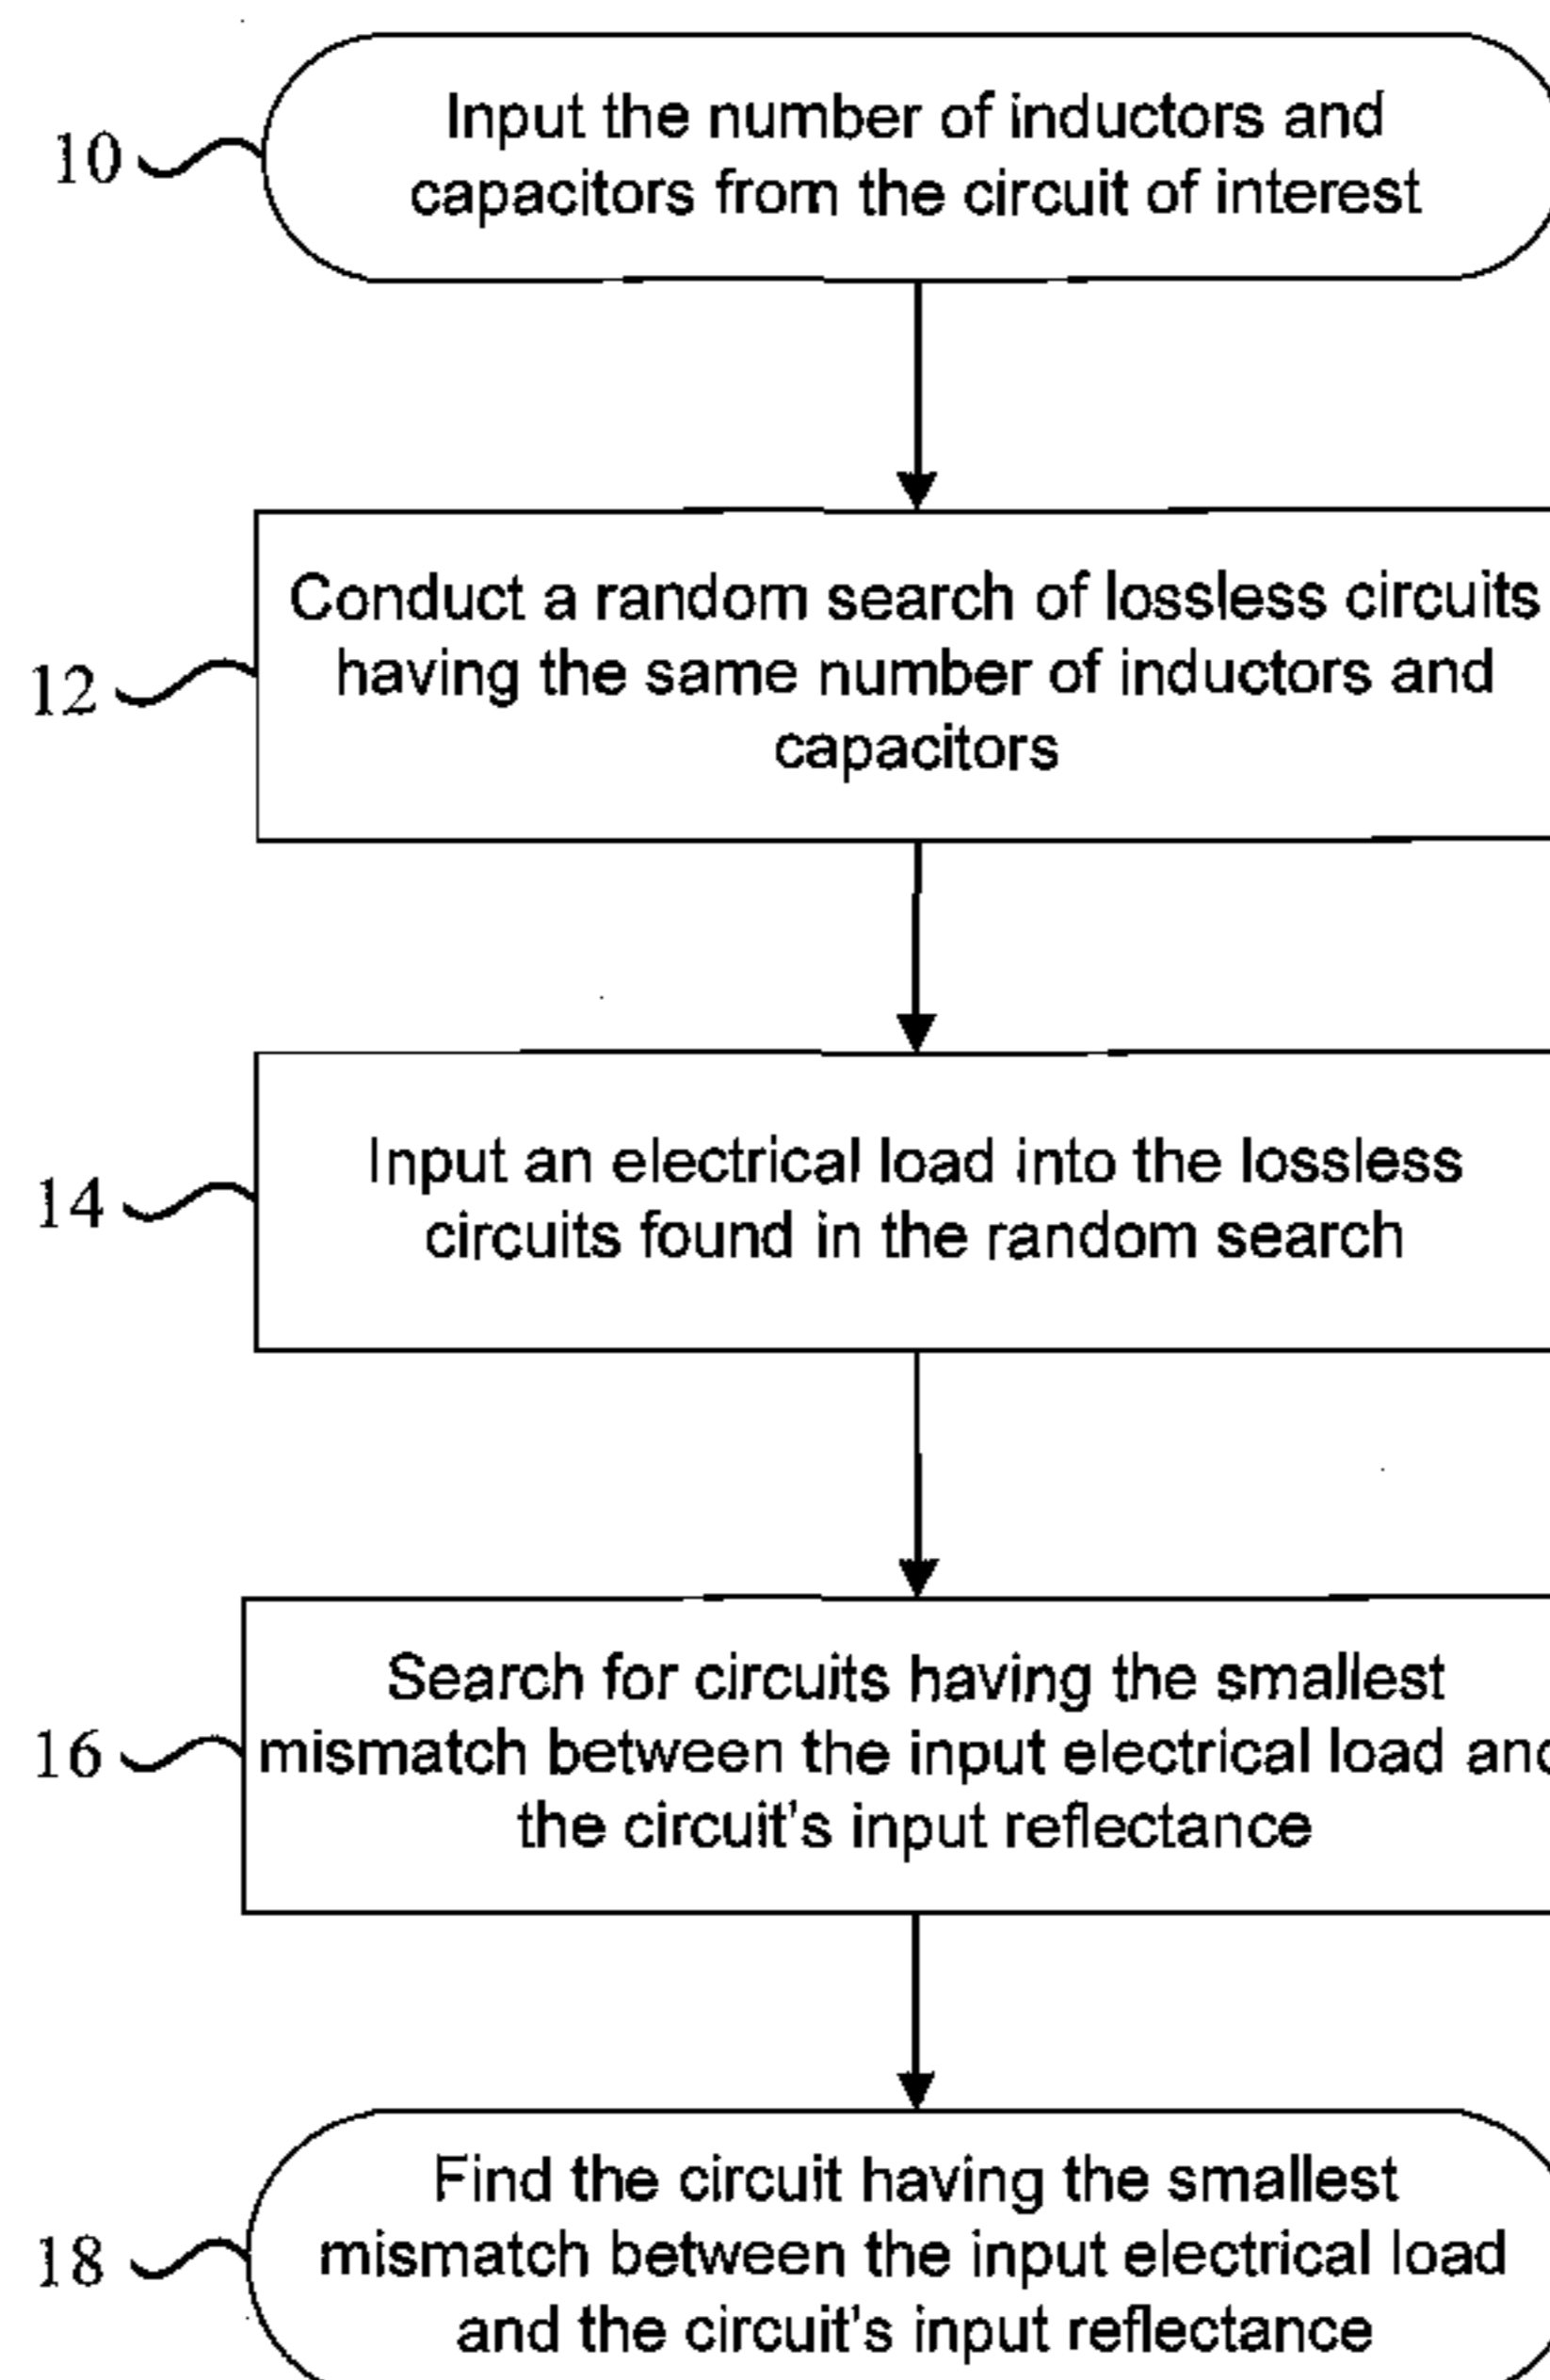 Input the number of inductors and
10
capacitors from the circuit of interest
Conduct a random search of lossless circuits
having the same number of inductors and
12
capacitors
Input an electrical load into the lossless
14
circuits found in the random search
Search for circuits having the smallest
16
mismatch between the input electrical load an
the circuit's input reflectance
Find the circuit having the smallest
18
mismatch between the input electrical load
and the circuit's input reflectance